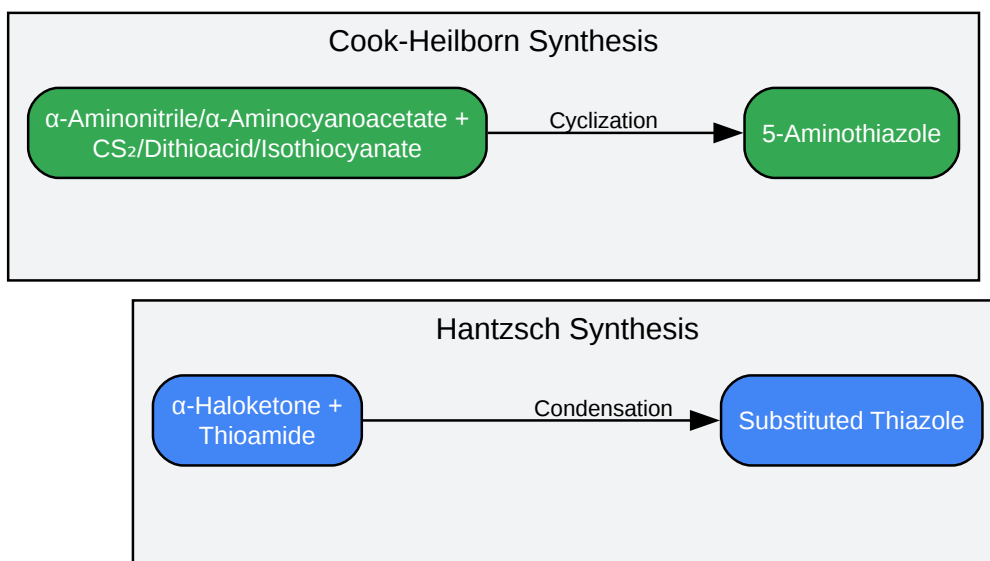 Cook-Heilborn Synthesis
α-Aminonitrile/α-Aminocyanoacetate +
CS₂/Dithioacid/Isothiocyanate
Cyclization
5-Aminothiazole
Hantzsch Synthesis
α-Haloketone +
Thioamide
Condensation
Substituted Thiazole